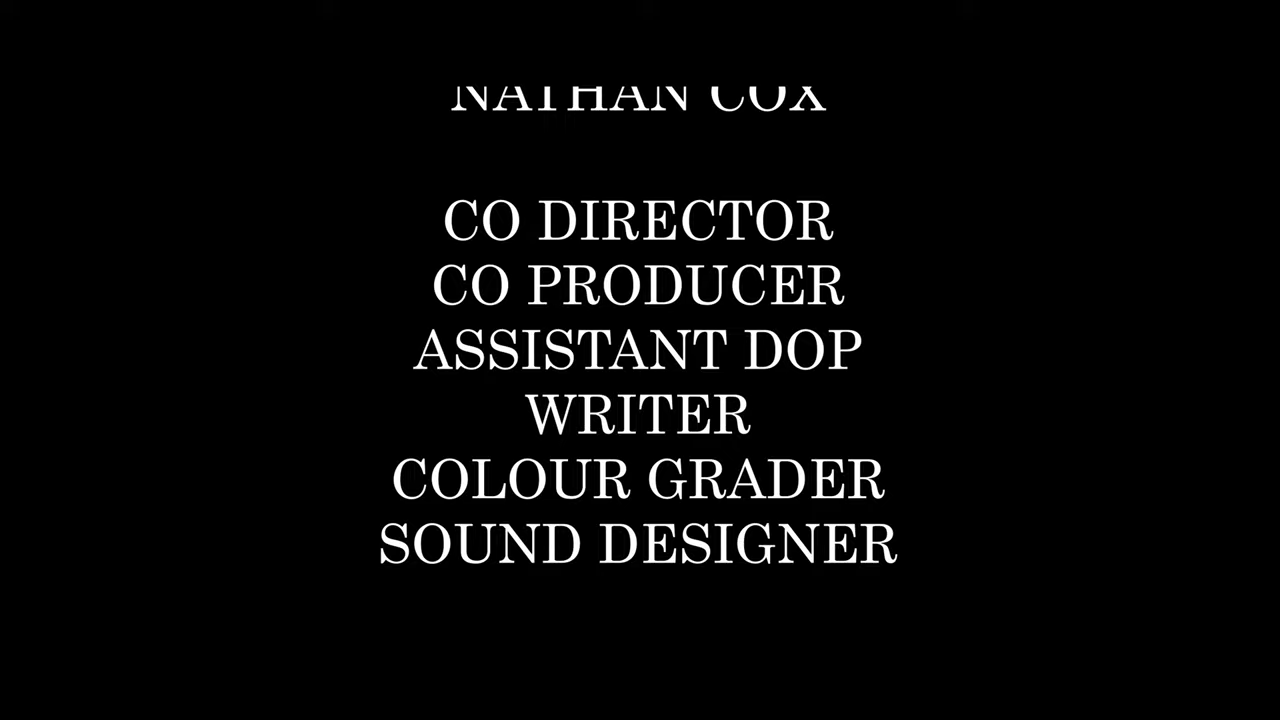 NATHAN COX
CO DIRECTOR
CO PRODUCER
ASSISTANT DOP
WRITER
COLOUR GRADER
SOUND DESIGNER